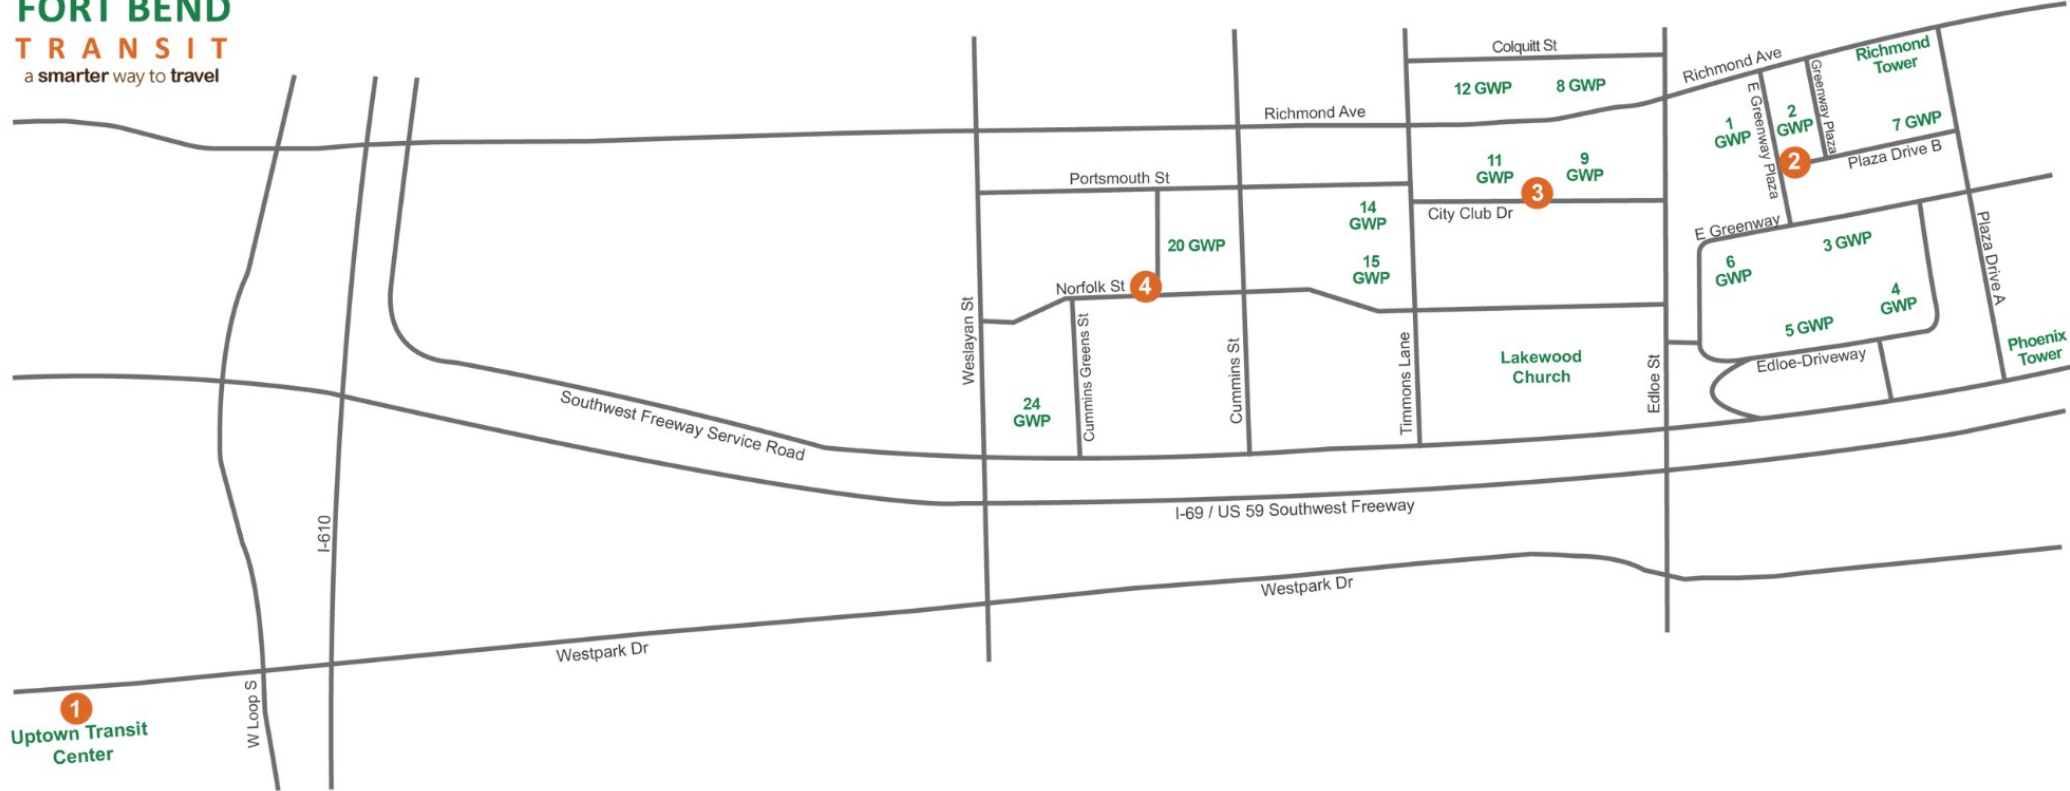 FORT BEND
TRANSIT
a smarter way to travel
Colquitt St
12 GWP
8 GWP
Richmond Ave
Richmond Ave
Richmond
Tower
E Greenway Plaza
Greenway Plaza
1
GWP
2
GWP
7 GWP
2
Plaza Drive B
11
GWP
9
GWP
3
City Club Dr
Portsmouth St
14
GWP
20 GWP
15
GWP
Norfolk St
4
E Greenway
3 GWP
6
GWP
4
GWP
5 GWP
Edloe-Driveway
Plaza Drive A
Phoenix
Tower
Weslayan St
Cummins Greens St
Cummins St
Timmons Lane
Lakewood
Church
Edloe St
24
GWP
Southwest Freeway Service Road
I-69 / US 59 Southwest Freeway
I-610
Westpark Dr
Westpark Dr
W Loop S
1
Uptown Transit
Center